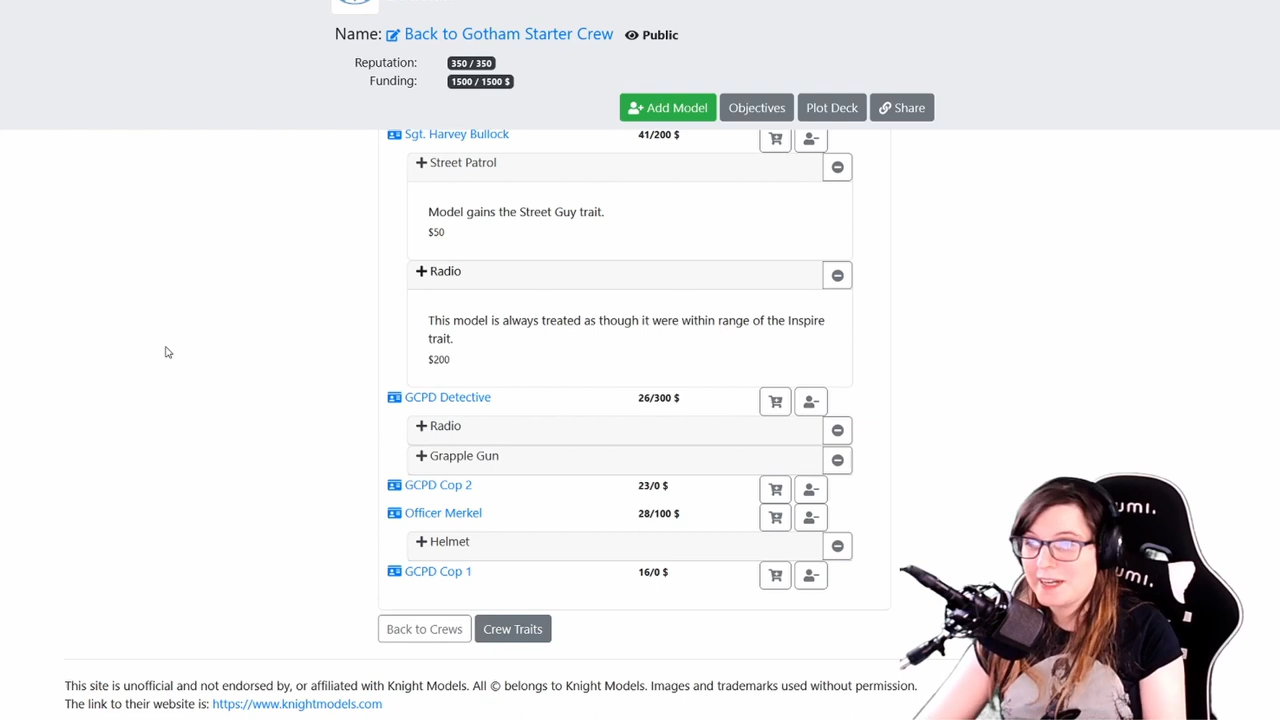 Name: Back to Gotham Starter Crew Public
Reputation: 350 / 350
Funding: 1500 / 1500 $
Add Model Objectives Plot Deck Share
Sgt. Harvey Bullock 41/200 $
Street Patrol
Model gains the Street Guy trait.
$50
Radio
This model is always treated as though it were within range of the Inspire
trait.
$200
GCPD Detective 26/300 $
Radio
Grapple Gun
GCPD Cop 2 23/0 $
Officer Merkel 28/100 $
Helmet
GCPD Cop 1 16/0 $
Back to Crews Crew Traits
This site is unofficial and not endorsed by, or affiliated with Knight Models. All © belongs to Knight Models. Images and trademarks used without permission.
The link to their website is: https://www.knightmodels.com
umi.
umi.